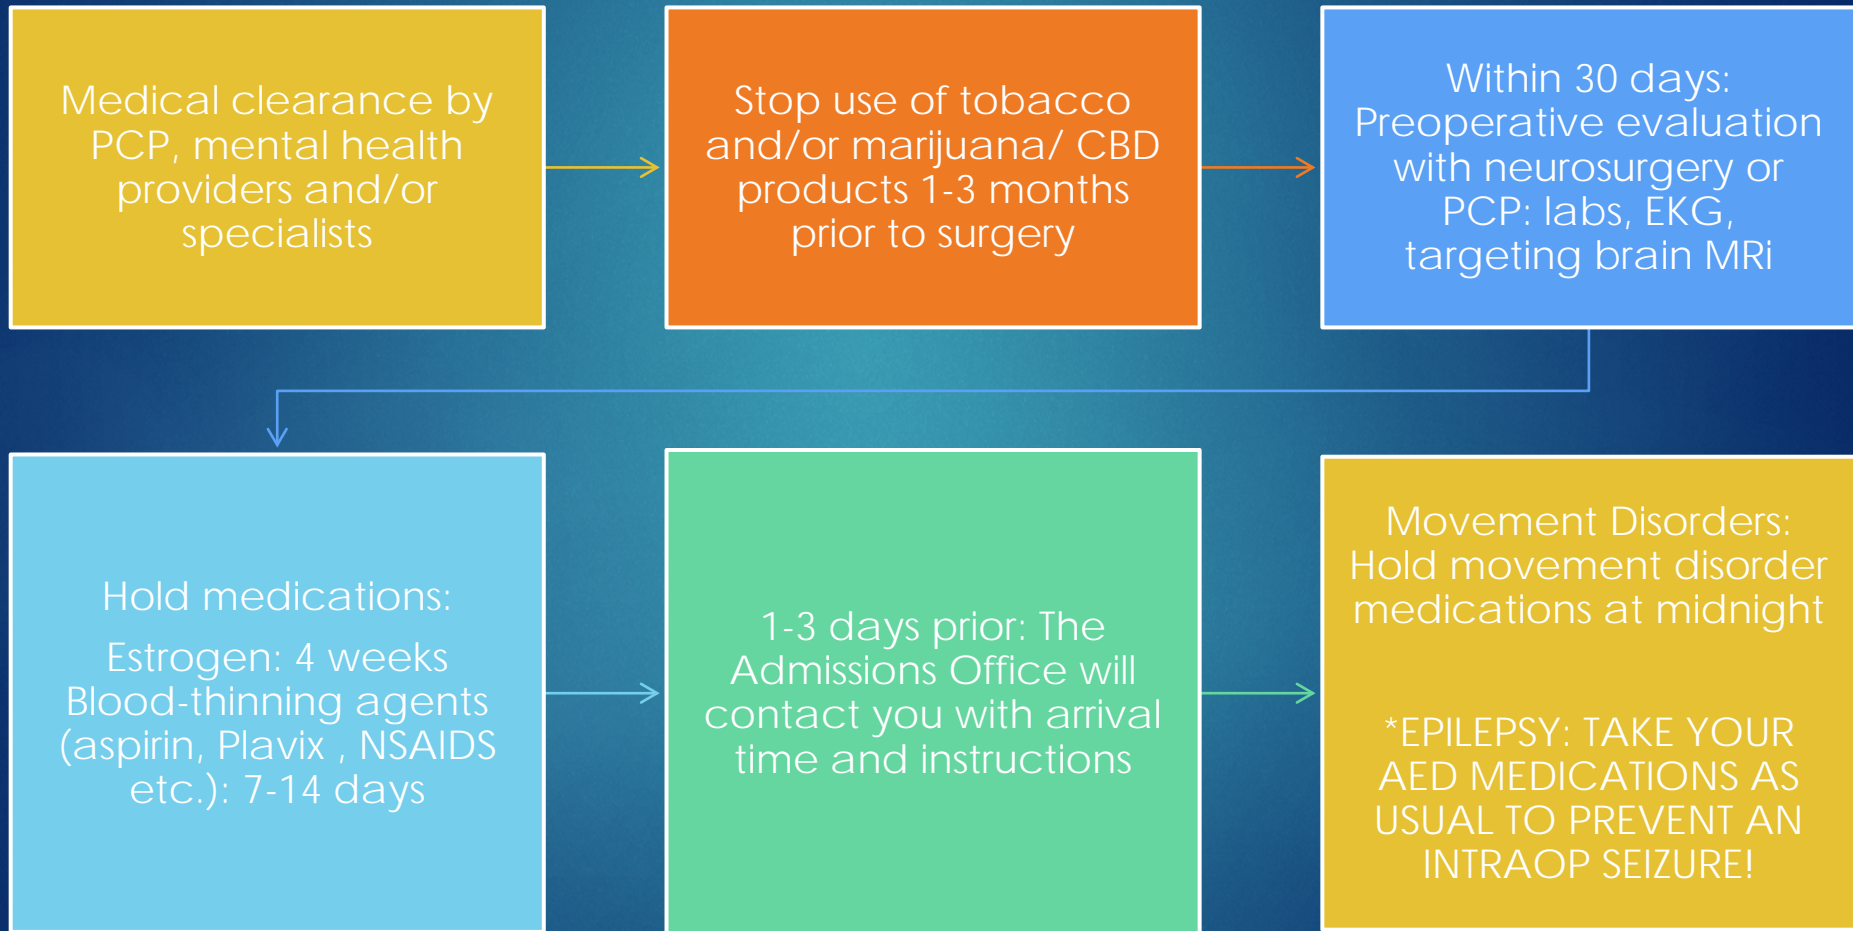 Medical clearance by
PCP, mental health
providers and/or
specialists
Stop use of tobacco
and/or marijuana/ CBD
products 1-3 months
prior to surgery
Within 30 days:
Preoperative evaluation
with neurosurgery or
PCP: labs, EKG,
targeting brain MRi
Hold medications:
Estrogen: 4 weeks
Blood-thinning agents
(aspirin, Plavix , NSAIDS
etc.): 7-14 days
1-3 days prior: The
Admissions Office will
contact you with arrival
time and instructions
Movement Disorders:
Hold movement disorder
medications at midnight
*EPILEPSY: TAKE YOUR
AED MEDICATIONS AS
USUAL TO PREVENT AN
INTRAOP SEIZURE!